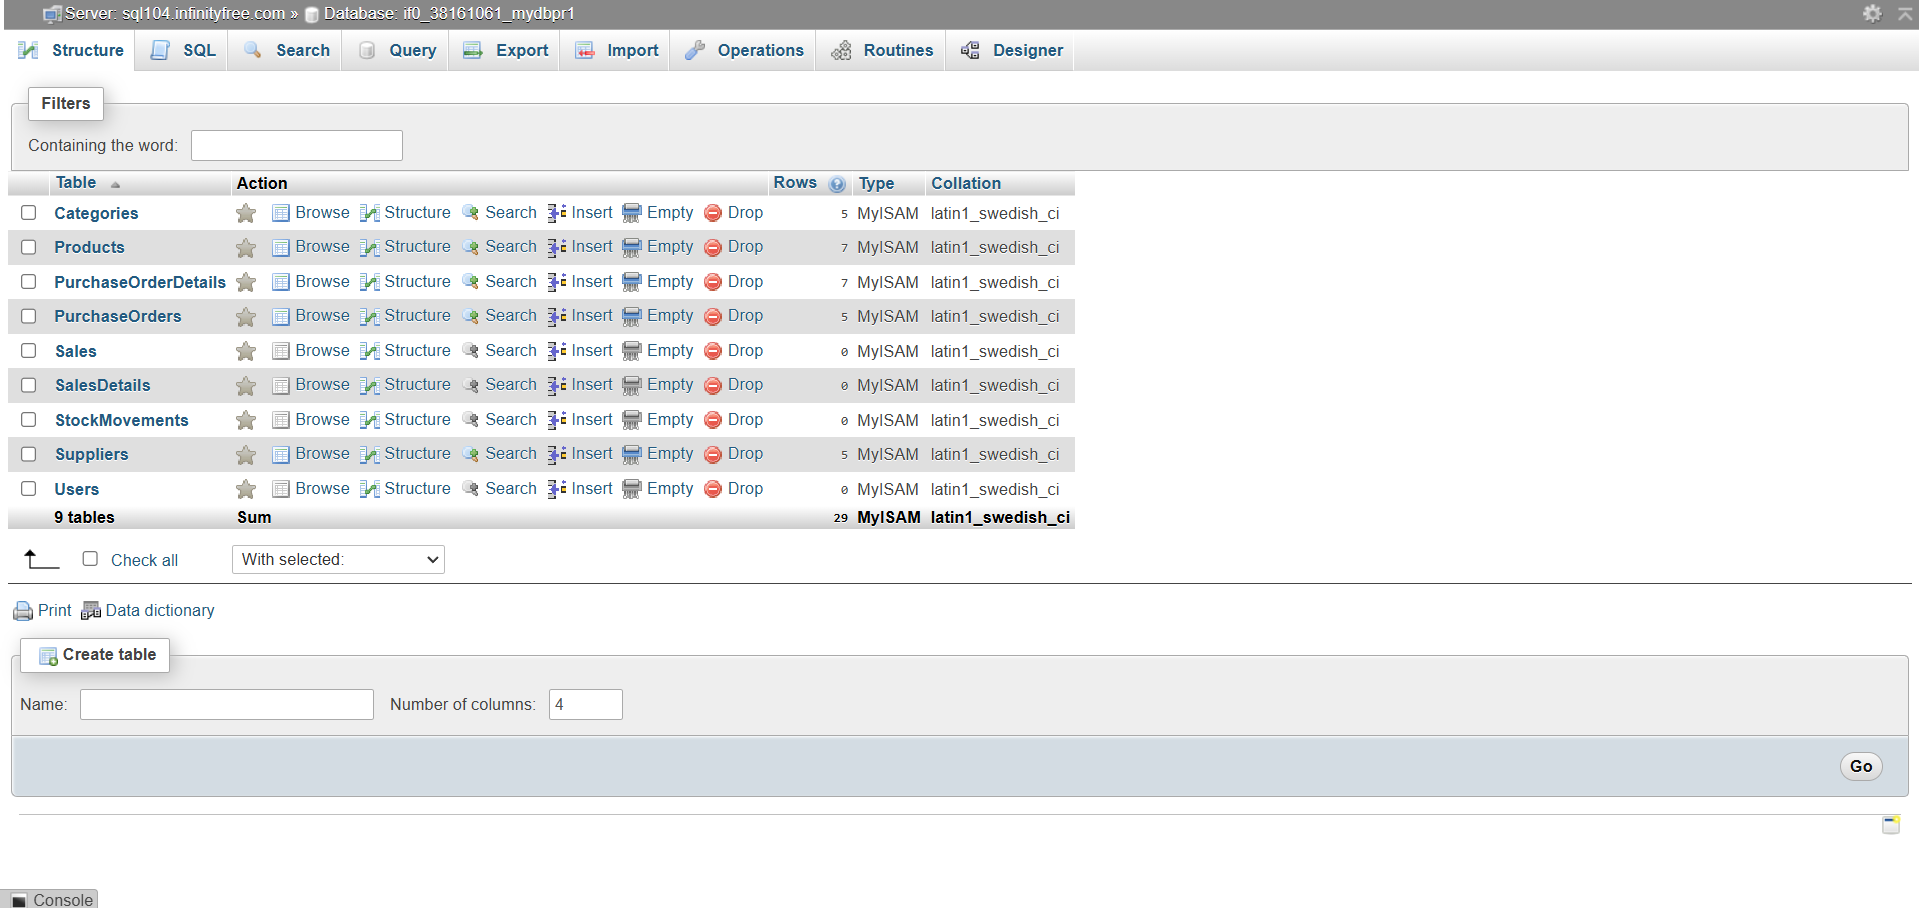 Server: sql104.infinityfree.com » Database: if0_38161061_mydbpr1
Structure SQL Search Query Export Import Operations Routines Designer
Filters
Containing the word:
Table Action Rows Type Collation
Categories Browse Structure Search Insert Empty Drop 5 MyISAM latin1_swedish_ci
Products Browse Structure Search Insert Empty Drop 7 MyISAM latin1_swedish_ci
PurchaseOrderDetails Browse Structure Search Insert Empty Drop 7 MyISAM latin1_swedish_ci
PurchaseOrders Browse Structure Search Insert Empty Drop 5 MyISAM latin1_swedish_ci
Sales Browse Structure Search Insert Empty Drop 0 MyISAM latin1_swedish_ci
SalesDetails Browse Structure Search Insert Empty Drop 0 MyISAM latin1_swedish_ci
StockMovements Browse Structure Search Insert Empty Drop 0 MyISAM latin1_swedish_ci
Suppliers Browse Structure Search Insert Empty Drop 5 MyISAM latin1_swedish_ci
Users Browse Structure Search Insert Empty Drop 0 MyISAM latin1_swedish_ci
9 tables Sum 29 MyISAM latin1_swedish_ci
Check all With selected:
Print Data dictionary
Create table
Name: Number of columns: 4
Go
Console